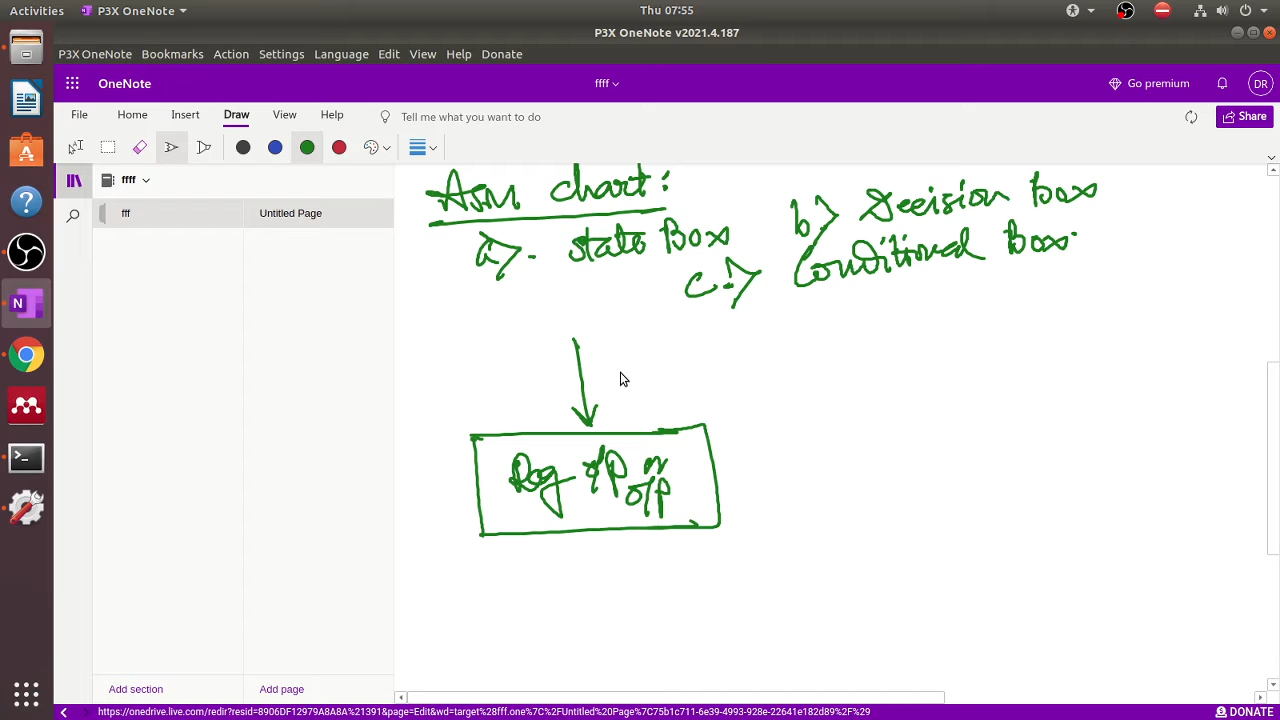 Activities P3X OneNote Thu 07:55
P3X OneNote v2021.4.187
P3X OneNote Bookmarks Action Settings Language Edit View Help Donate
OneNote ffff Go premium DR
File Home Insert Draw View Help Tell me what you want to do Share
ffff
fff Untitled Page
ASM chart:
a> state Box
b> Decision Box
c:> Conditional Box
Reg o/p or
o/p
Add section Add page
https://onedrive.live.com/redir?resid=8906DF12979A8A8A%21391&page=Edit&wd=target%28fff.one%7C%2FUntitled%20Page%7C75b1c711-6e39-4993-928e-22641e182d89%2F%29 DONATE